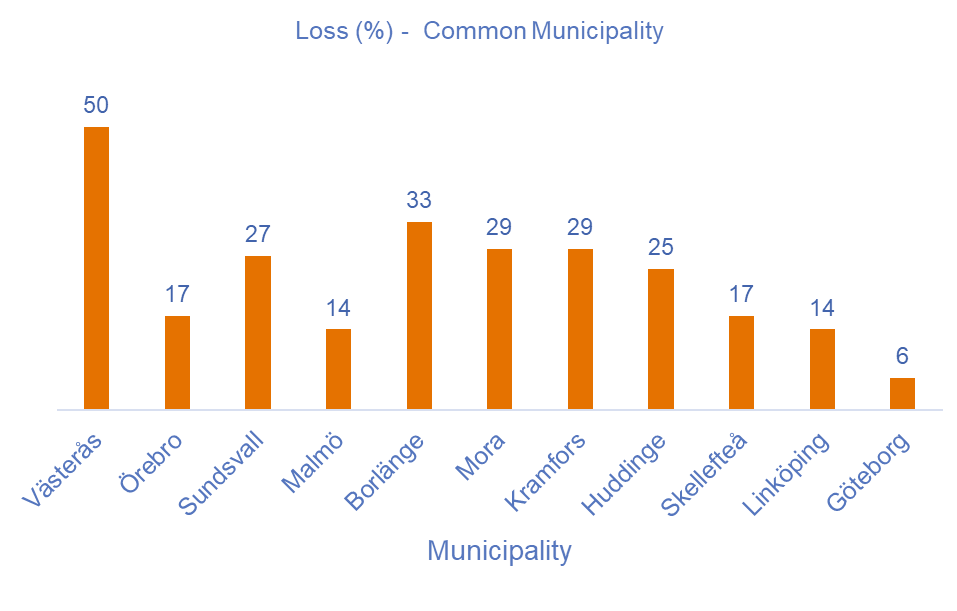 Loss (%) - Common Municipality
50
17
27
14
33
29
29
25
17
14
6
Västerås
Örebro
Sundsvall
Malmö
Borlänge
Mora
Kramfors
Huddinge
Skellefteå
Linköping
Göteborg
Municipality